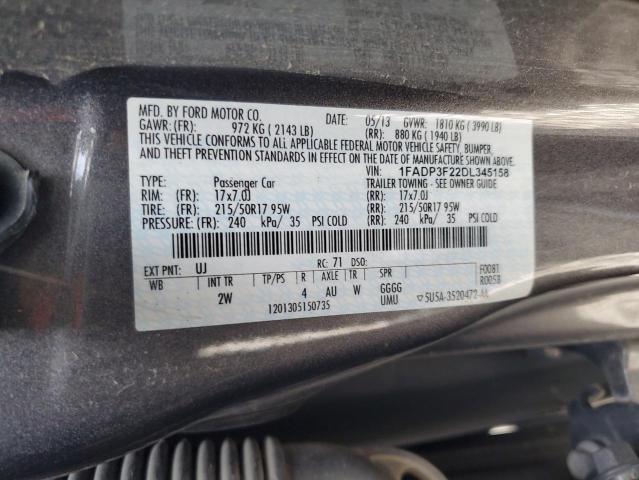 MFD. BY FORD MOTOR CO. DATE: 05/13 GVWR: 1810 KG ( 3990 LB)
GAWR: (FR): 972 KG ( 2143 LB) (RR): 880 KG ( 1940 LB)
THIS VEHICLE CONFORMS TO ALL APPLICABLE FEDERAL MOTOR VEHICLE SAFETY, BUMPER,
AND THEFT PREVENTION STANDARDS IN EFFECT ON THE DATE OF MANUFACTURE SHOWN ABOVE.
VIN: 1FADP3F22DL345158
TYPE: Passenger Car TRAILER TOWING - SEE OWNER GUIDE
RIM: (FR): 17x7.0J (RR): 17x7.0J
TIRE: (FR): 215/50R17 95W (RR): 215/50R17 95W
PRESSURE: (FR): 240 kPa/ 35 PSI COLD (RR): 240 kPa/ 35 PSI COLD
EXT PNT: UJ RC: 71 DSO: F0081
WB INT TR TP/PS R AXLE TR SPR R0058
2W 4 AU W GGGG
UMU
1201305150735